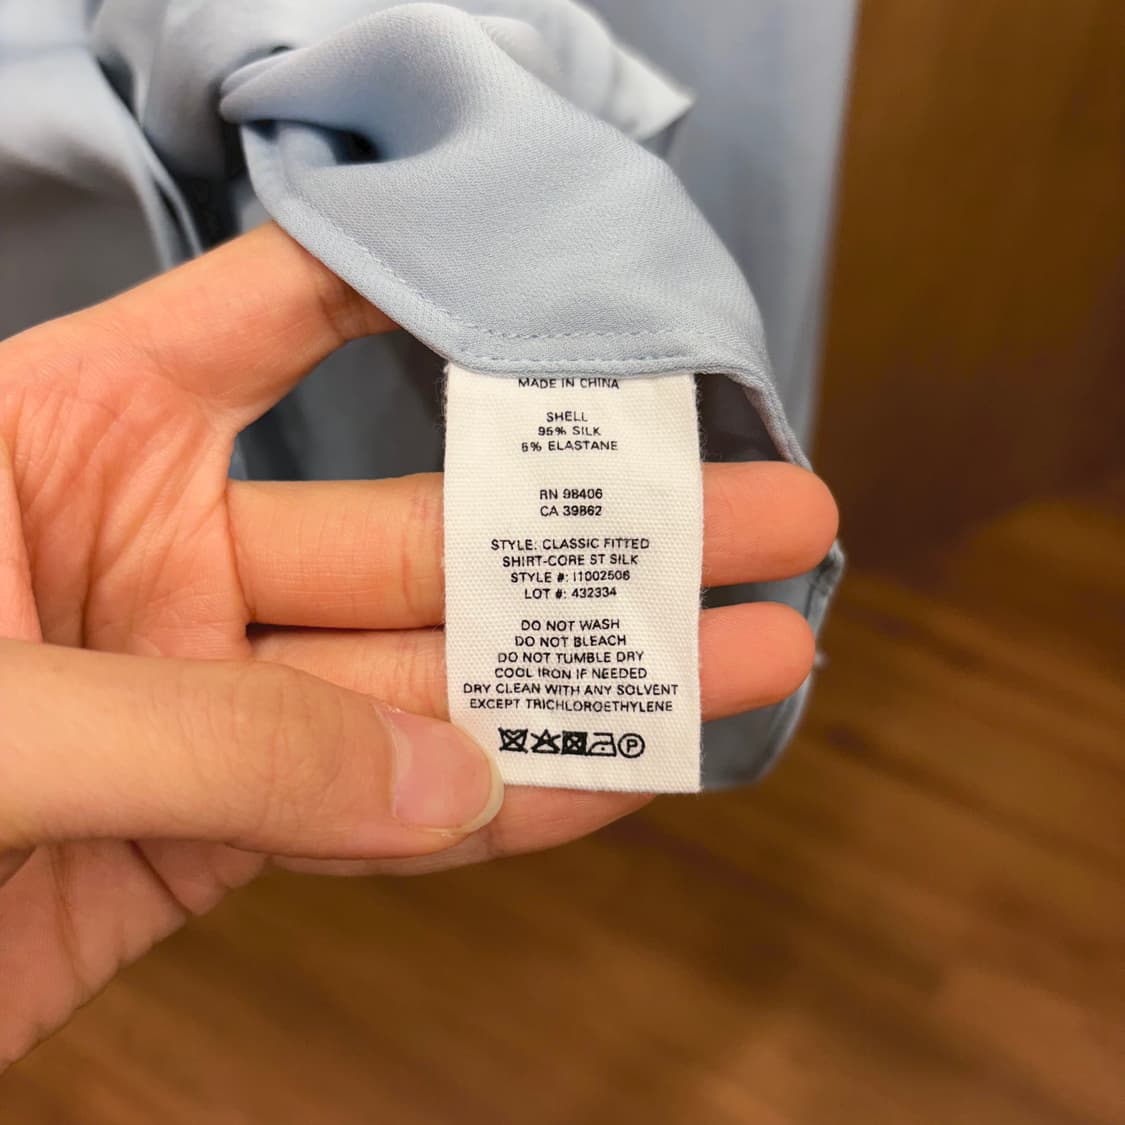 MADE IN CHINA
SHELL
95% SILK
5% ELASTANE
RN 98406
CA 39862
STYLE: CLASSIC FITTED
SHIRT-CORE ST SILK
STYLE #: I1002506
LOT #: 432334
DO NOT WASH
DO NOT BLEACH
DO NOT TUMBLE DRY
COOL IRON IF NEEDED
DRY CLEAN WITH ANY SOLVENT
EXCEPT TRICHLOROETHYLENE
P